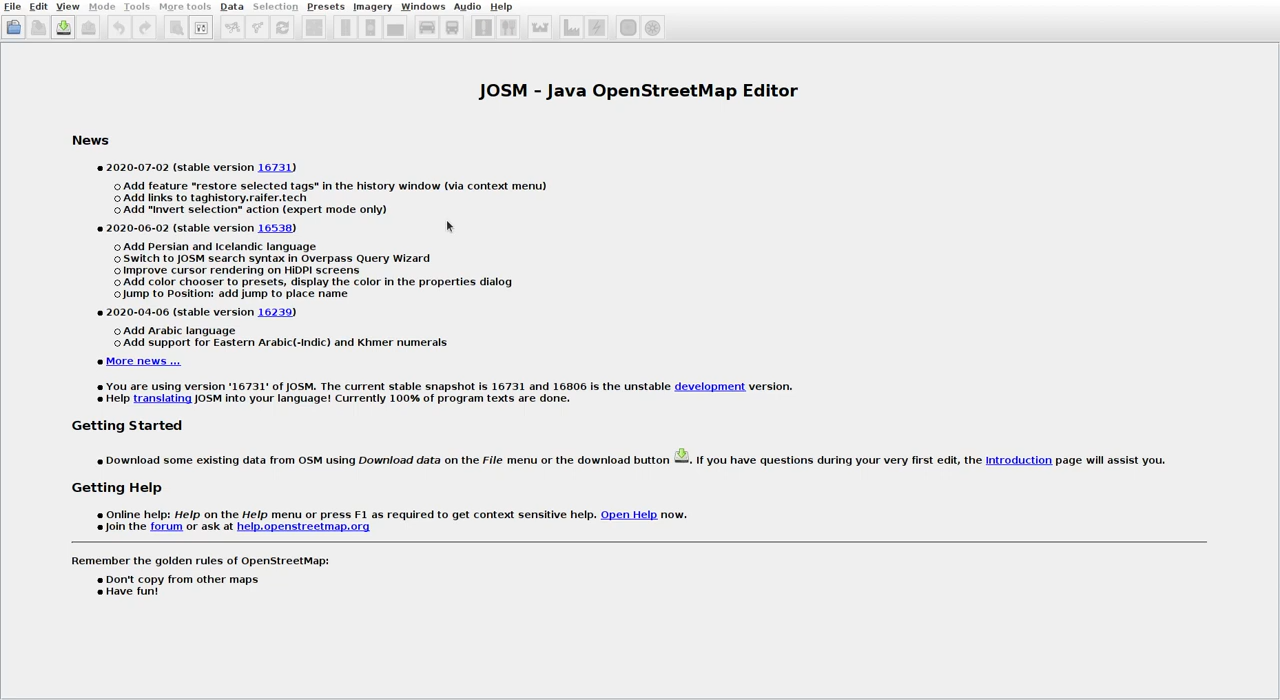 File Edit View Mode Tools More tools Data Selection Presets Imagery Windows Audio Help
JOSM – Java OpenStreetMap Editor
News
2020-07-02 (stable version 16731)
Add feature "restore selected tags" in the history window (via context menu)
Add links to taghistory.raifer.tech
Add "Invert selection" action (expert mode only)
2020-06-02 (stable version 16538)
Add Persian and Icelandic language
Switch to JOSM search syntax in Overpass Query Wizard
Improve cursor rendering on HiDPI screens
Add color chooser to presets, display the color in the properties dialog
Jump to Position: add jump to place name
2020-04-06 (stable version 16239)
Add Arabic language
Add support for Eastern Arabic(-Indic) and Khmer numerals
More news ...
You are using version '16731' of JOSM. The current stable snapshot is 16731 and 16806 is the unstable development version.
Help translating JOSM into your language! Currently 100% of program texts are done.
Getting Started
Download some existing data from OSM using Download data on the File menu or the download button . If you have questions during your very first edit, the Introduction page will assist you.
Getting Help
Online help: Help on the Help menu or press F1 as required to get context sensitive help. Open Help now.
Join the forum or ask at help.openstreetmap.org
Remember the golden rules of OpenStreetMap:
Don't copy from other maps
Have fun!